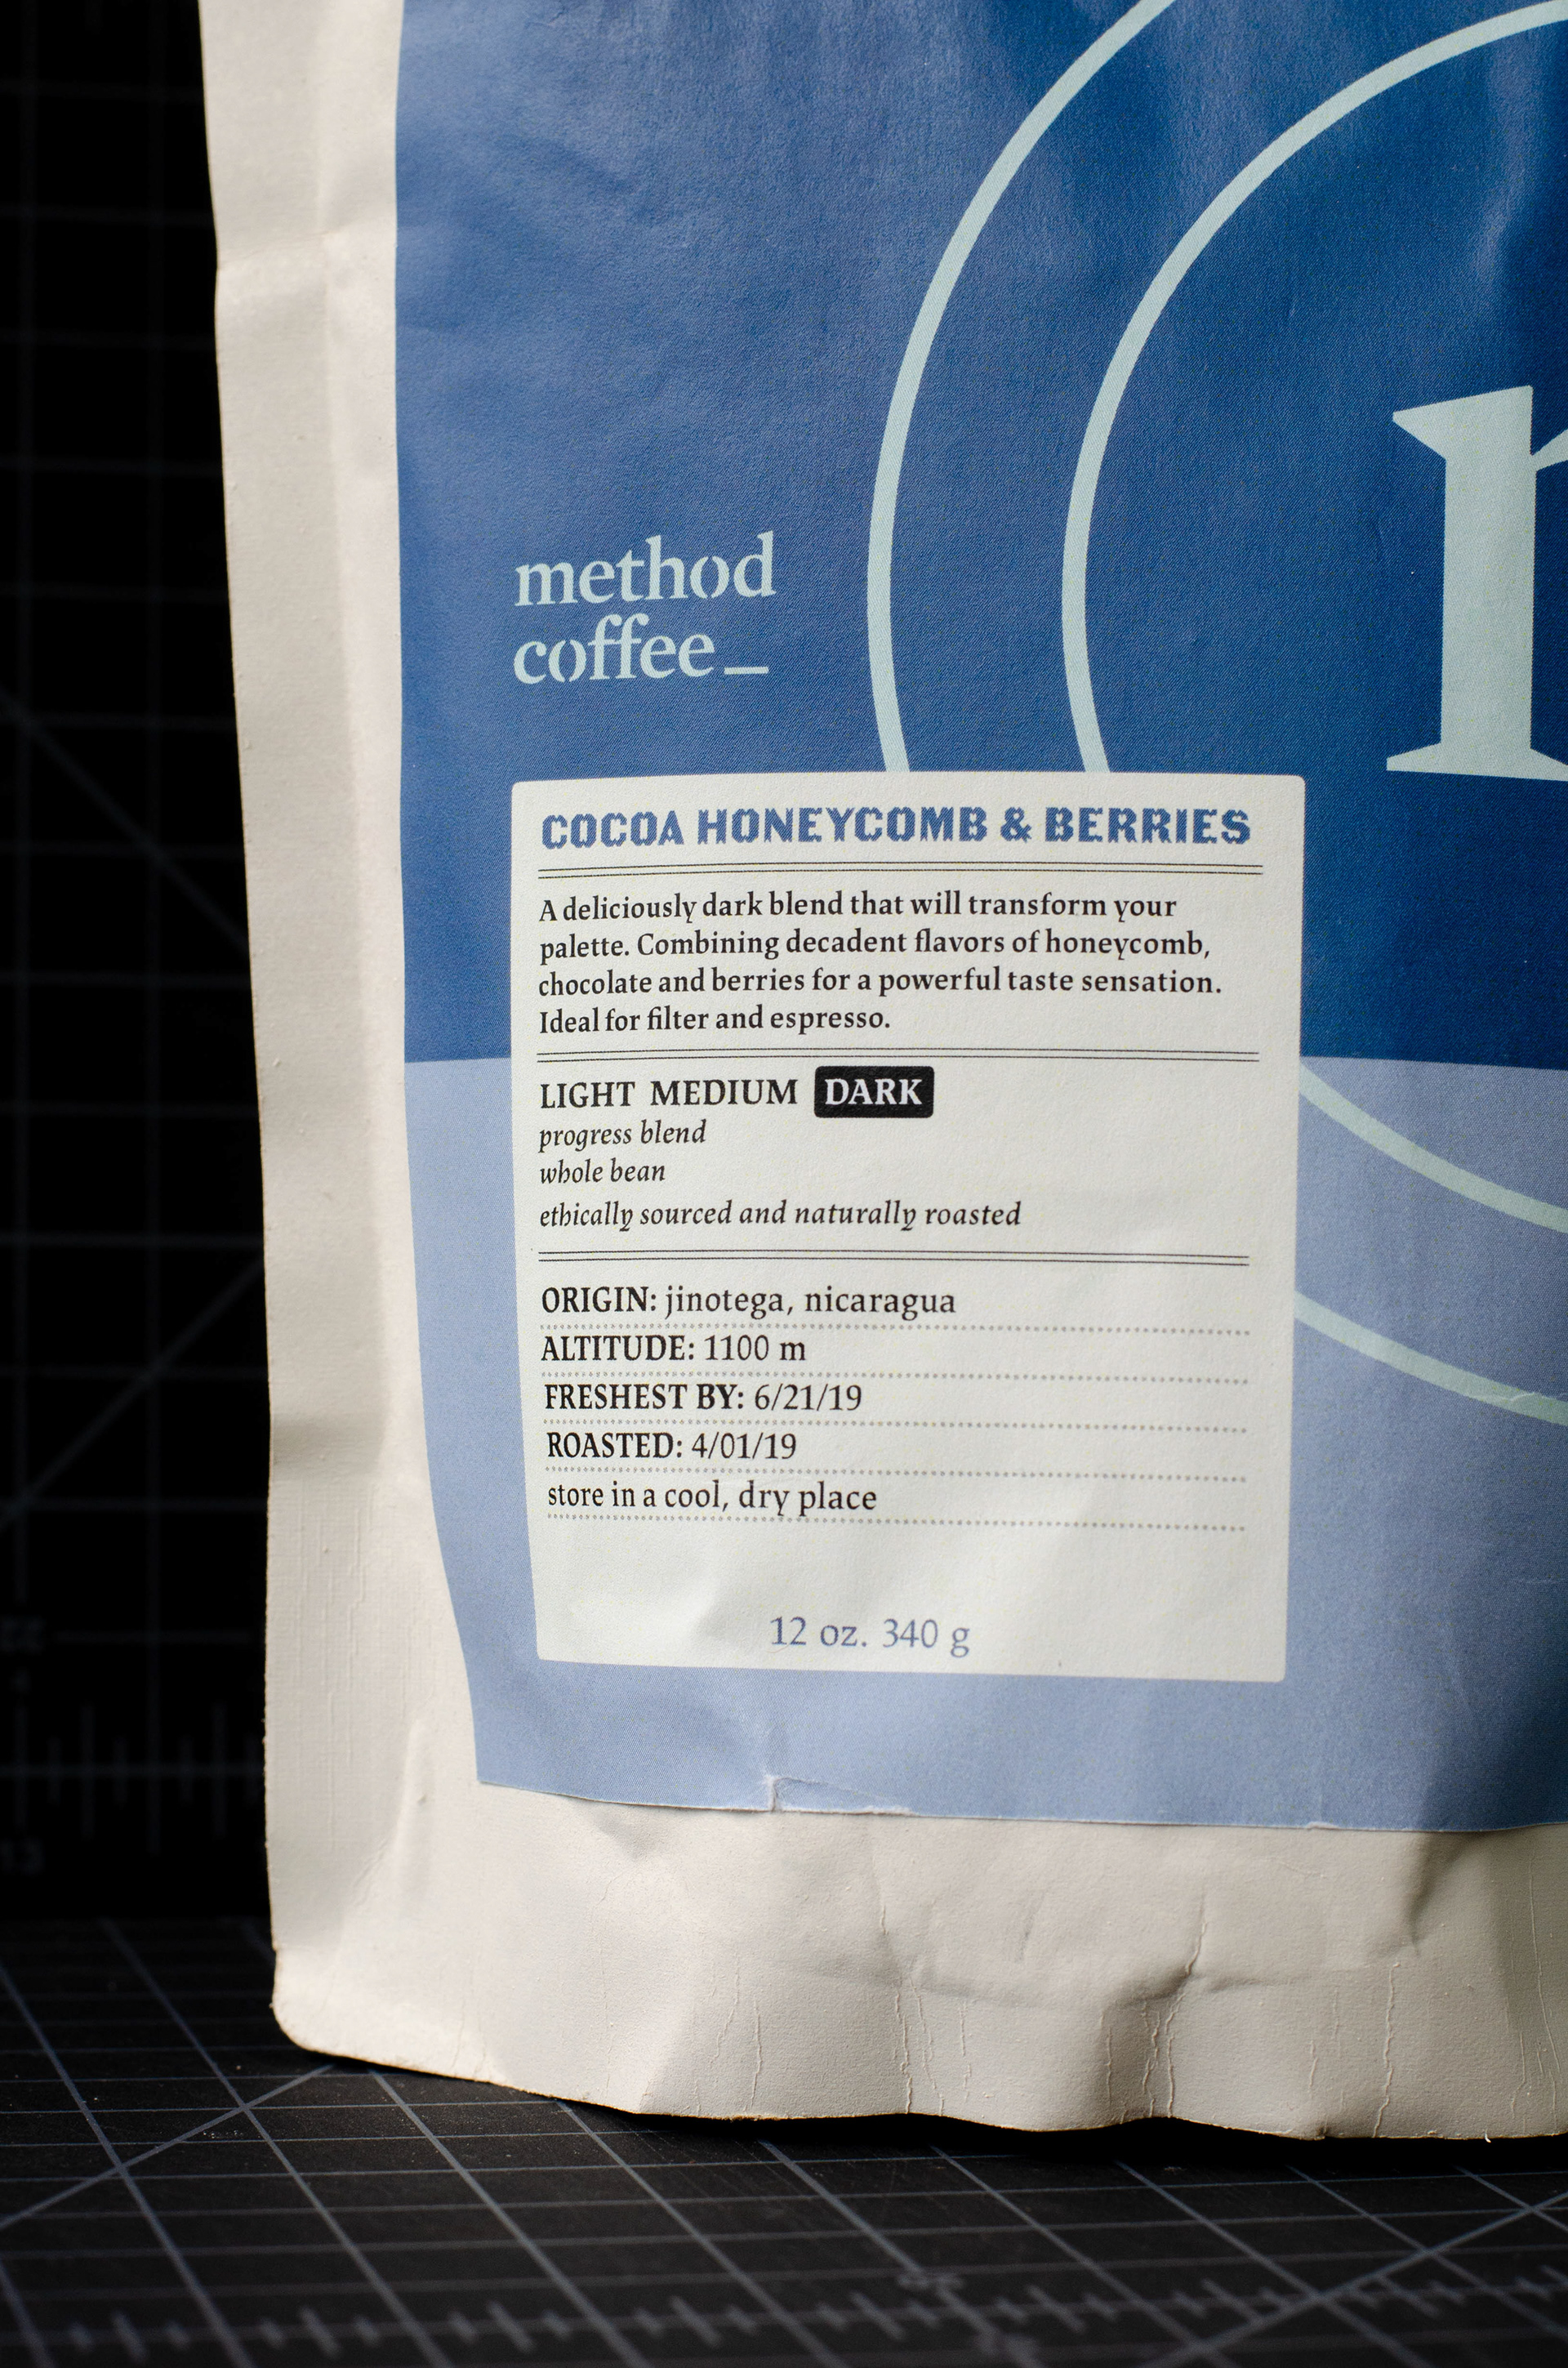 method
coffee_
COCOA HONEYCOMB & BERRIES
A deliciously dark blend that will transform your
palette. Combining decadent flavors of honeycomb,
chocolate and berries for a powerful taste sensation.
Ideal for filter and espresso.
LIGHT MEDIUM DARK
progress blend
whole bean
ethically sourced and naturally roasted
ORIGIN: jinotega, nicaragua
ALTITUDE: 1100 m
FRESHEST BY: 6/21/19
ROASTED: 4/01/19
store in a cool, dry place
12 oz. 340 g